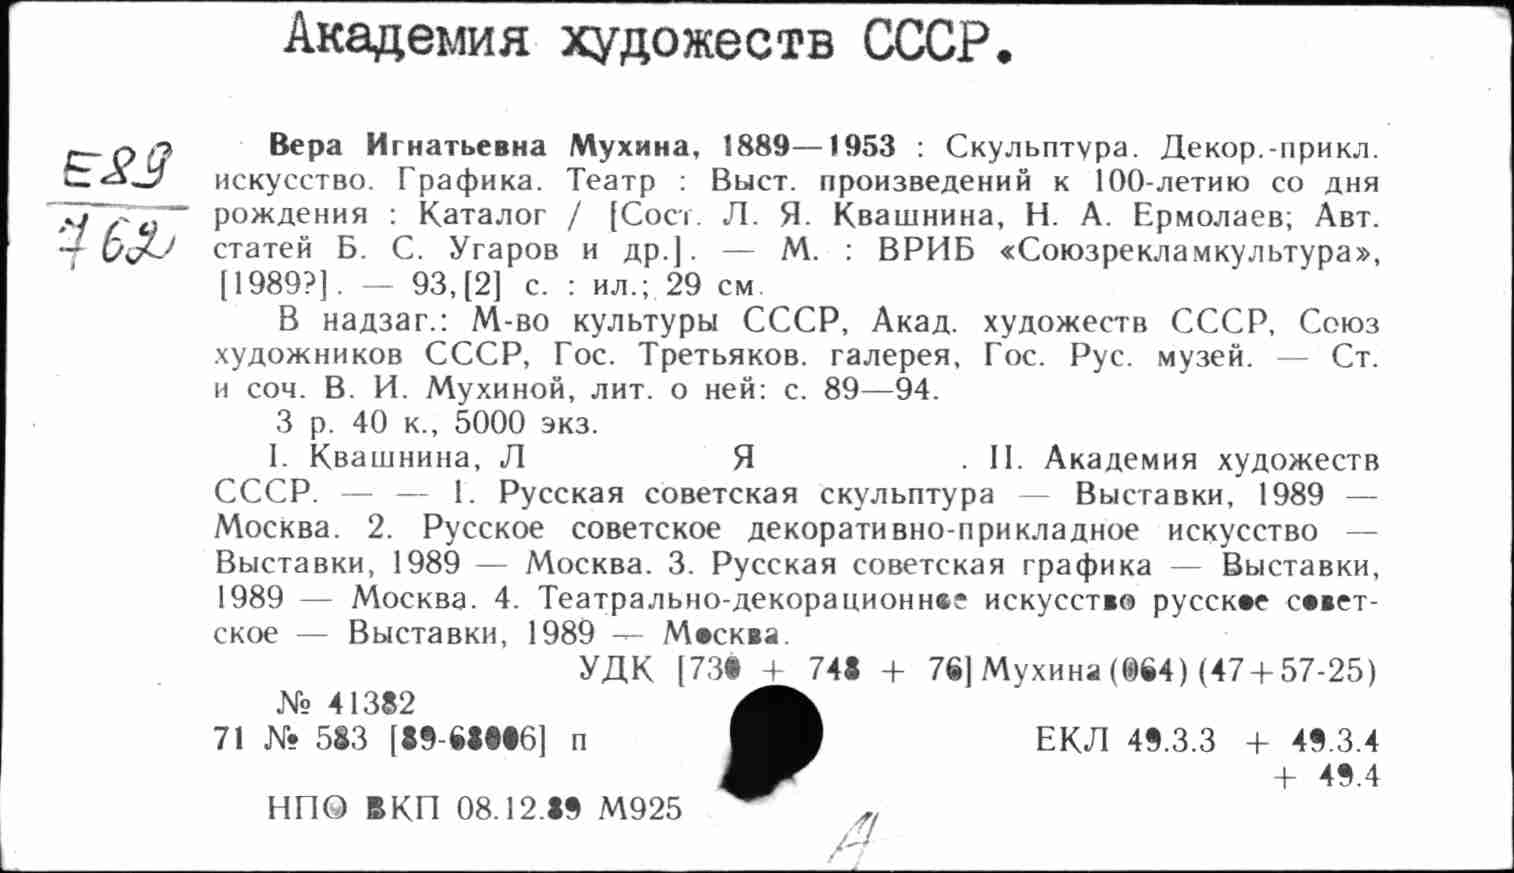 Академия художеств СССР.
Е89
762
Вера Игнатьевна Мухина, 1889—1953 : Скульптура. Декор.-прикл.
искусство. Графика. Театр : Выст. произведений к 100-летию со дня
рождения : Каталог / [Сост. Л. Я. Квашнина, Н. А. Ермолаев; Авт.
статей Б. С. Угаров и др.]. — М. : ВРИБ «Союзрекламкультура»,
[1989?]. — 93,[2] с. : ил.; 29 см.
В надзаг.: М-во культуры СССР, Акад. художеств СССР, Союз
художников СССР, Гос. Третьяков. галерея, Гос. Рус. музей. — Ст.
и соч. В. И. Мухиной, лит. о ней: с. 89—94.
3 р. 40 к., 5000 экз.
I. Квашнина, Л Я . II. Академия художеств
СССР. — — 1. Русская советская скульптура — Выставки, 1989 —
Москва. 2. Русское советское декоративно-прикладное искусство —
Выставки, 1989 — Москва. 3. Русская советская графика — Выставки,
1989 — Москва. 4. Театрально-декорационное искусство русское совет-
ское — Выставки, 1989 — Москва.
УДК [730 + 748 + 76] Мухина (064) (47+57-25)
№ 41382
71 № 583 [89-68006] п
ЕКЛ 49.3.3 + 49.3.4
+ 49.4
НПО ВКП 08.12.89 М925
А